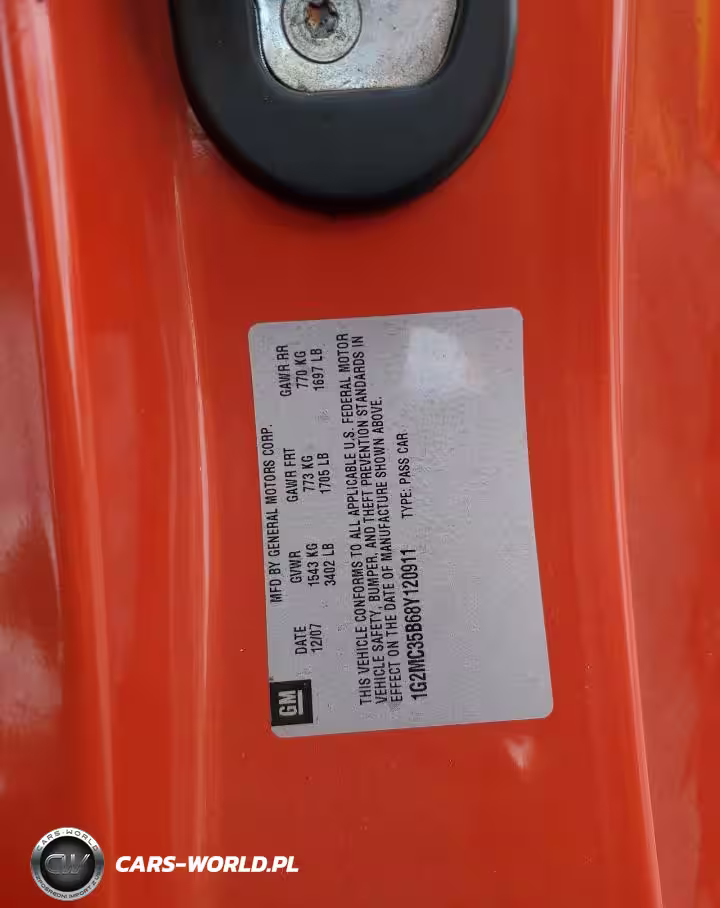 GM
MFD BY GENERAL MOTORS CORP.
DATE GVWR GAWR FRT GAWR RR
12/07 1543 KG 773 KG 770 KG
3402 LB 1705 LB 1697 LB
THIS VEHICLE CONFORMS TO ALL APPLICABLE U.S. FEDERAL MOTOR
VEHICLE SAFETY, BUMPER, AND THEFT PREVENTION STANDARDS IN
EFFECT ON THE DATE OF MANUFACTURE SHOWN ABOVE.
1G2MC35B68Y120911 TYPE: PASS CAR
CARS-WORLD
CW
CARS-WORLD.PL